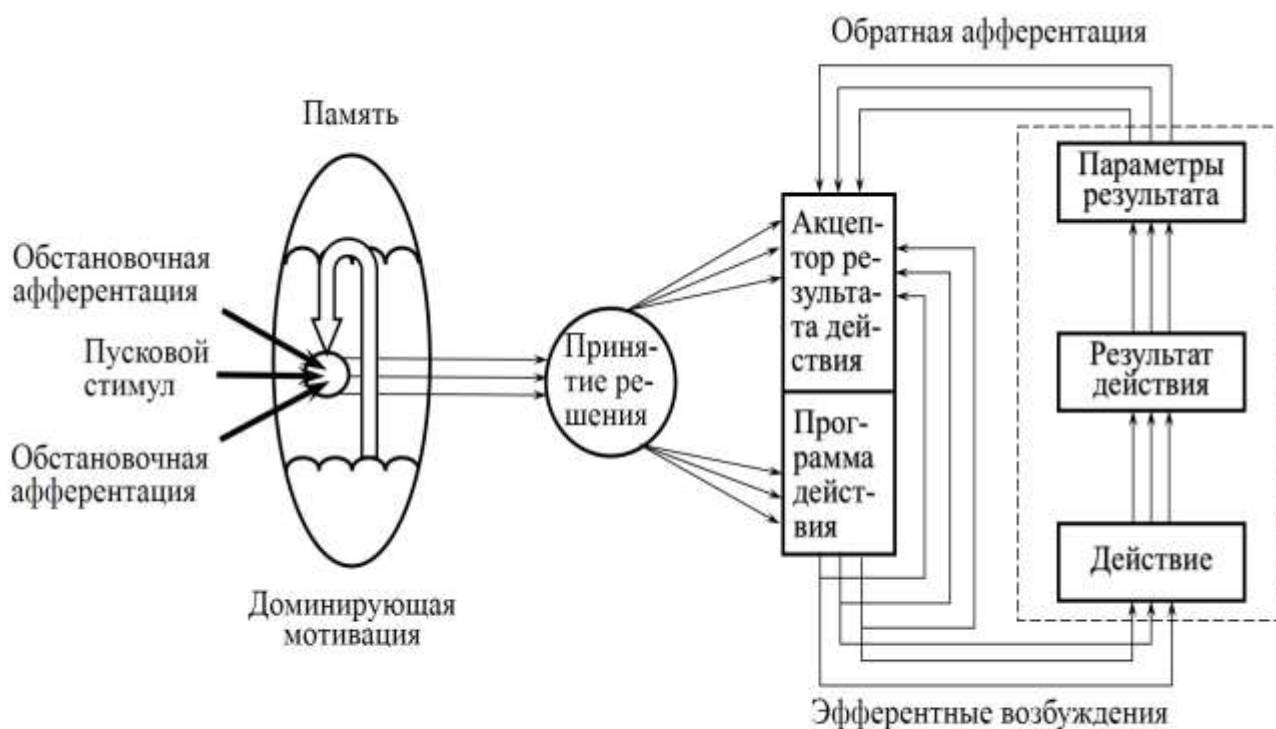 Обратная афферентация
Память
Обстановочная
афферентация
Пусковой
стимул
Обстановочная
афферентация
Доминирующая
мотивация
Приня-
тие ре-
шения
Акцеп-
тор ре-
зульта-
та дей-
ствия
Прог-
рамма
дейст-
вия
Параметры
результата
Результат
действия
Действие
Эфферентные возбуждения